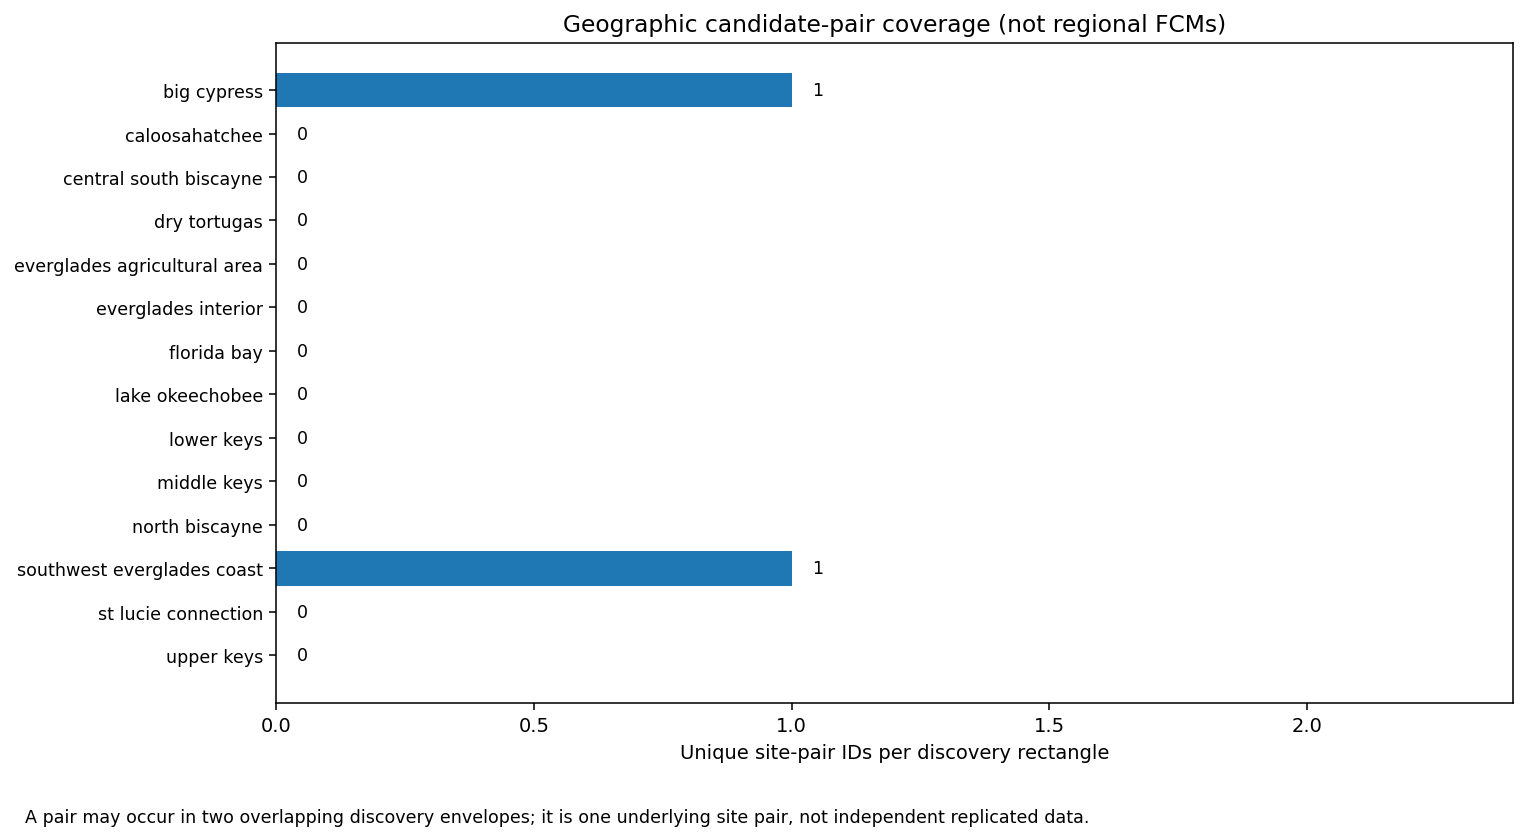 Geographic candidate-pair coverage (not regional FCMs)
big cypress 1
caloosahatchee 0
central south biscayne 0
dry tortugas 0
everglades agricultural area 0
everglades interior 0
florida bay 0
lake okeechobee 0
lower keys 0
middle keys 0
north biscayne 0
southwest everglades coast 1
st lucie connection 0
upper keys 0
0.0 0.5 1.0 1.5 2.0
Unique site-pair IDs per discovery rectangle
A pair may occur in two overlapping discovery envelopes; it is one underlying site pair, not independent replicated data.